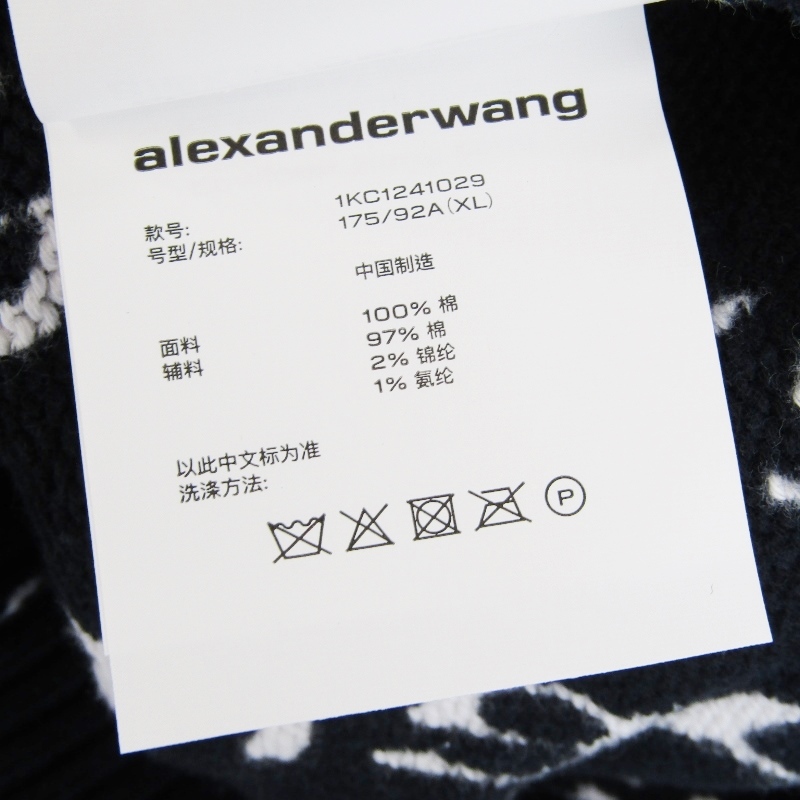 alexanderwang
款号: 1KC1241029
号型/规格: 175/92A(XL)
中国制造
面料 100% 棉
辅料 97% 棉
2% 锦纶
1% 氨纶
以此中文标为准
洗涤方法:
P